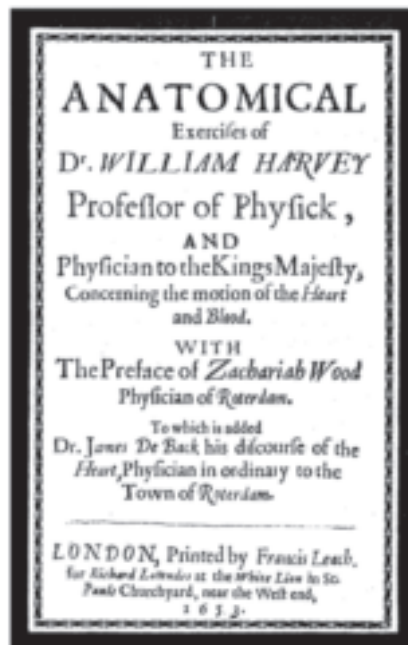 THE
ANATOMICAL
Exerciſes of
Dr. WILLIAM HARVEY
Profeſſor of Phyſick,
AND
Phyſician to the Kings Majeſty,
Concerning the motion of the Heart
and Blood.
WITH
The Preface of Zachariah Wood
Phyſician of Roterdam.
To which is added
Dr. James De Back his diſcourſe of the
Heart, Phyſician in ordinary to the
Town of Roterdam.
LONDON, Printed by Francis Leach,
for Richard Lowndes at the White Lion in St.
Pauls Churchyard, near the Weſt end,
1653.